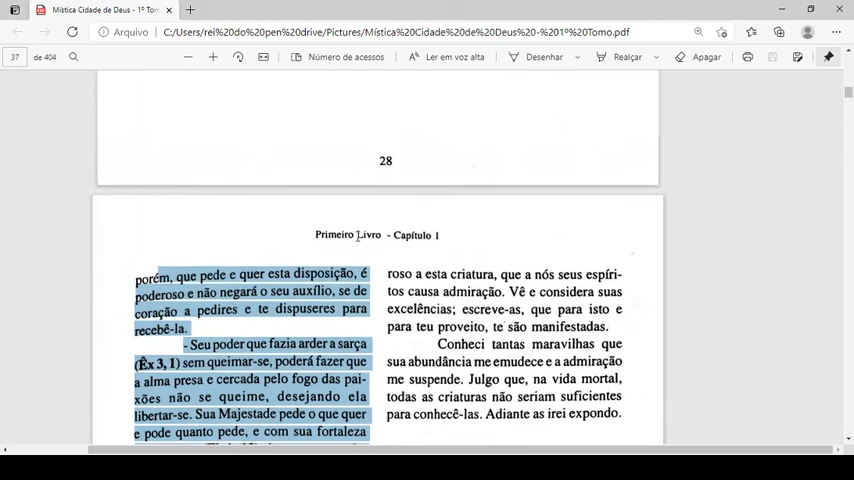 Mística Cidade de Deus - 1º Tom
Arquivo
C:/Users/rei%20do%20pen%20drive/Pictures/Mística%20Cidade%20de%20Deus%20-%201º%20Tomo.pdf
37
de 404
Número de acessos
Ler em voz alta
Desenhar
Realçar
Apagar
28
Primeiro Livro - Capítulo 1
porém, que pede e quer esta disposição, é
poderoso e não negará o seu auxílio, se de
coração a pedires e te dispuseres para
recebê-la.
- Seu poder que fazia arder a sarça
(Êx 3, 1) sem queimar-se, poderá fazer que
a alma presa e cercada pelo fogo das pai-
xões não se queime, desejando ela
libertar-se. Sua Majestade pede o que quer
e pode quanto pede, e com sua fortaleza
roso a esta criatura, que a nós seus espíri-
tos causa admiração. Vê e considera suas
excelências; escreve-as, que para isto e
para teu proveito, te são manifestadas.
Conheci tantas maravilhas que
sua abundância me emudece e a admiração
me suspende. Julgo que, na vida mortal,
todas as criaturas não seriam suficientes
para conhecê-las. Adiante as irei expondo.